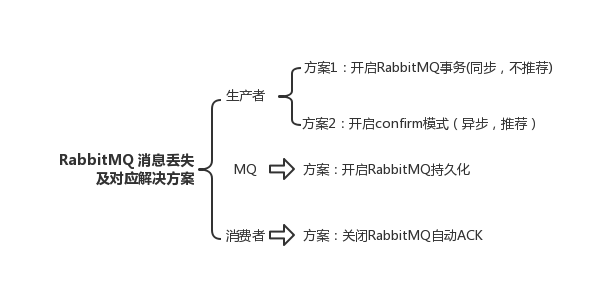 RabbitMQ 消息丢失
及对应解决方案
生产者
方案1：开启RabbitMQ事务(同步，不推荐)
方案2：开启confirm模式（异步，推荐）
MQ
方案：开启RabbitMQ持久化
消费者
方案：关闭RabbitMQ自动ACK